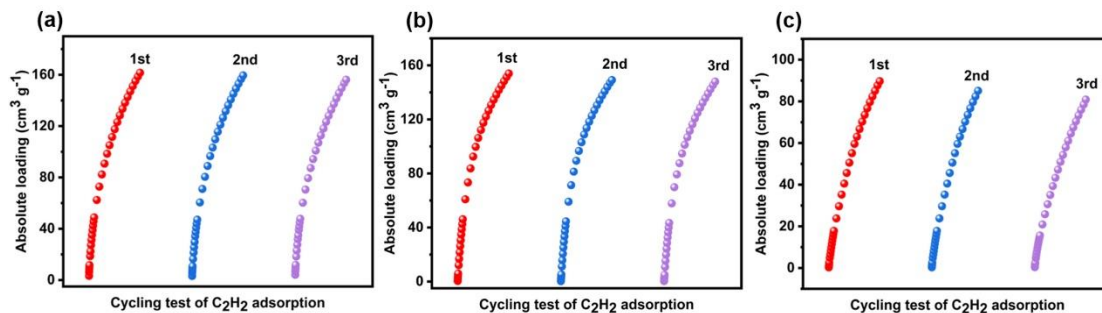 (a)
Absolute loading (cm³ g⁻¹)
160
120
80
40
0
1st
2nd
3rd
Cycling test of C₂H₂ adsorption
(b)
Absolute loading (cm³ g⁻¹)
160
120
80
40
0
1st
2nd
3rd
Cycling test of C₂H₂ adsorption
(c)
Absolute loading (cm³ g⁻¹)
100
80
60
40
20
0
1st
2nd
3rd
Cycling test of C₂H₂ adsorption